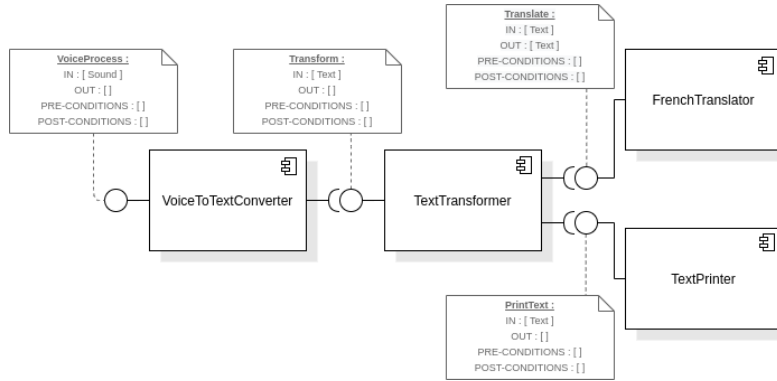 Translate :
IN : [ Text ]
OUT : [ Text ]
PRE-CONDITIONS : [ ]
POST-CONDITIONS : [ ]
VoiceProcess :
IN : [ Sound ]
OUT : [ ]
PRE-CONDITIONS : [ ]
POST-CONDITIONS : [ ]
Transform :
IN : [ Text ]
OUT : [ ]
PRE-CONDITIONS : [ ]
POST-CONDITIONS : [ ]
FrenchTranslator
VoiceToTextConverter
TextTransformer
TextPrinter
PrintText :
IN : [ Text ]
OUT : [ ]
PRE-CONDITIONS : [ ]
POST-CONDITIONS : [ ]